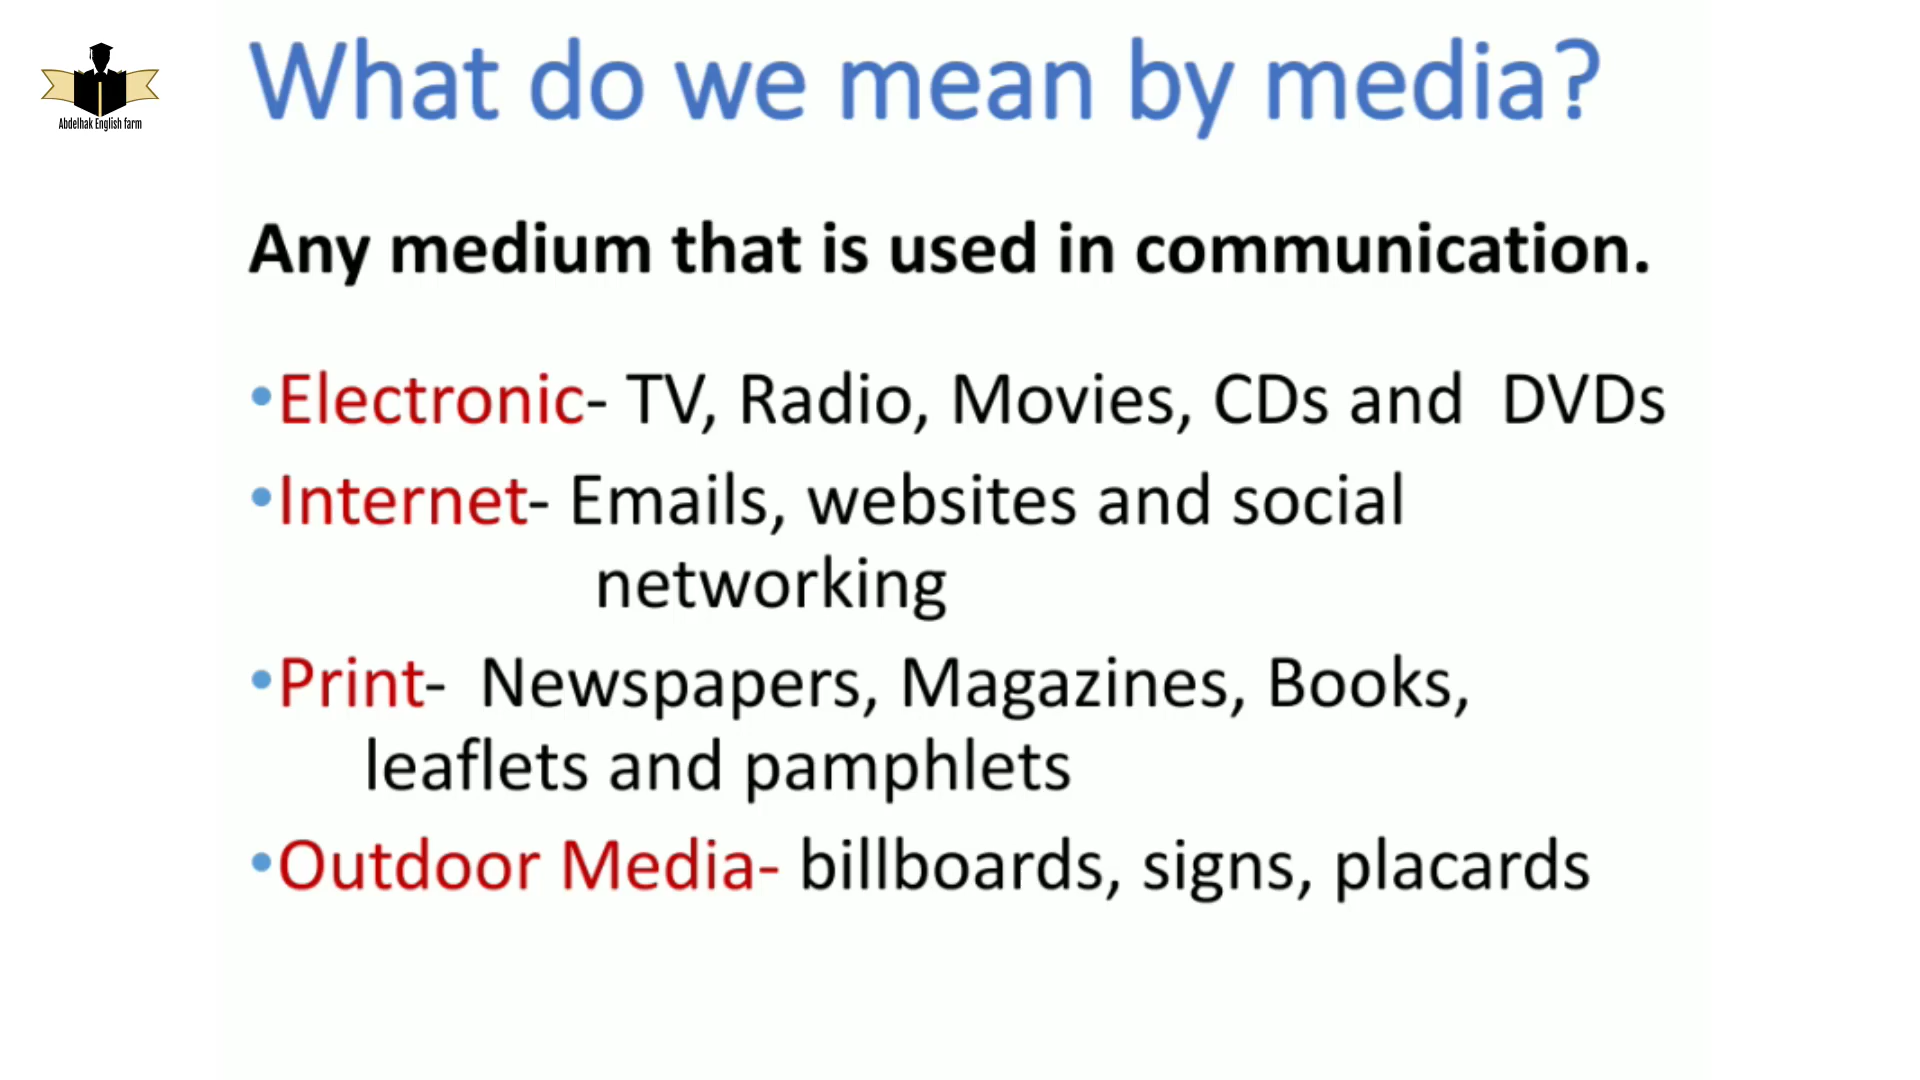 What do we mean by media?
Abdelhak English farm
Any medium that is used in communication.
•Electronic- TV, Radio, Movies, CDs and DVDs
•Internet- Emails, websites and social
networking
•Print- Newspapers, Magazines, Books,
leaflets and pamphlets
•Outdoor Media- billboards, signs, placards